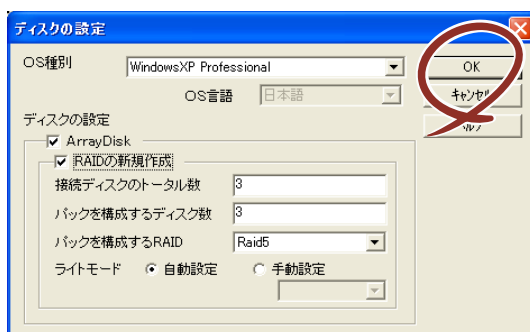 ディスクの設定
OS種別 WindowsXP Professional OK
OS言語 日本語 キャンセル
ディスクの設定 ヘルプ
ArrayDisk
RAIDの新規作成
接続ディスクのトータル数 3
パックを構成するディスク数 3
パックを構成するRAID Raid5
ライトモード 自動設定 手動設定